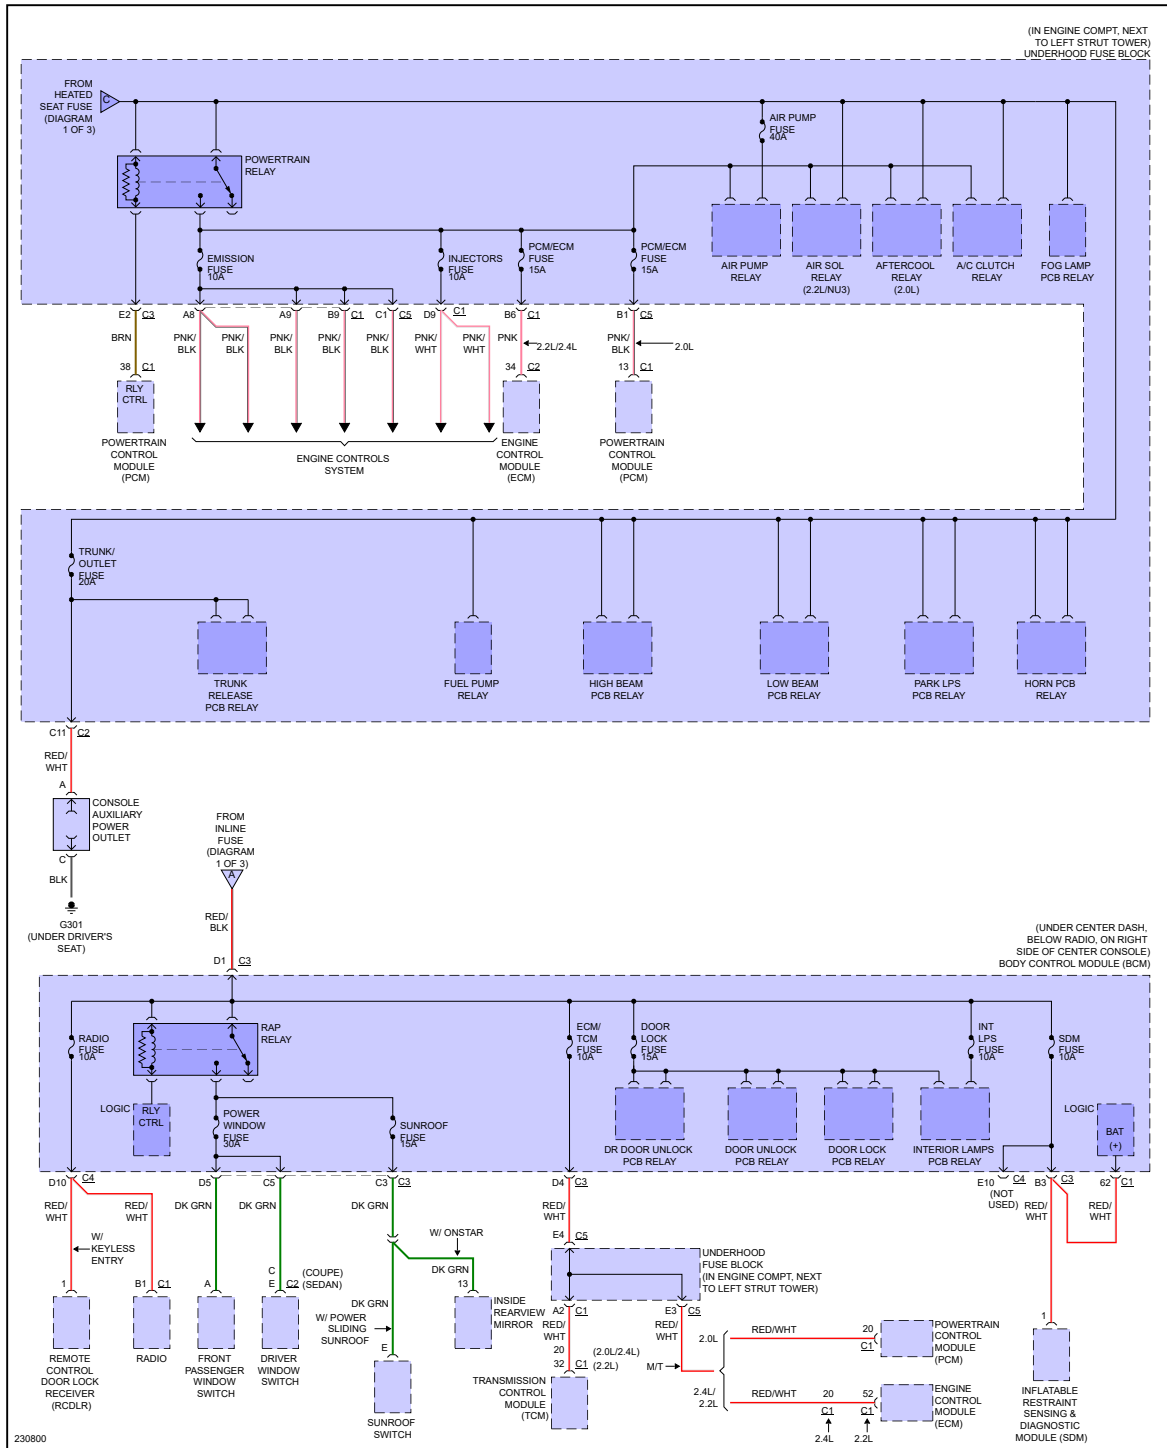 (IN ENGINE COMPT, NEXT
TO LEFT STRUT TOWER)
UNDERHOOD FUSE BLOCK
FROM
HEATED
SEAT FUSE
(DIAGRAM
1 OF 3)
C
POWERTRAIN
RELAY
AIR PUMP
FUSE
40A
EMISSION
FUSE
10A
INJECTORS
FUSE
10A
PCM/ECM
FUSE
15A
PCM/ECM
FUSE
15A
AIR PUMP
RELAY
AIR SOL
RELAY
(2.2L/NU3)
AFTERCOOL
RELAY
(2.0L)
A/C CLUTCH
RELAY
FOG LAMP
PCB RELAY
E2 C3
A8
A9
B9 C1
C1 C5
D9 C1
B6 C1
B1 C5
BRN
PNK/
BLK
PNK/
BLK
PNK/
BLK
PNK/
BLK
PNK/
BLK
PNK/
WHT
PNK/
WHT
PNK
2.2L/2.4L
PNK/
BLK
2.0L
38 C1
34 C2
13 C1
RLY
CTRL
POWERTRAIN
CONTROL
MODULE
(PCM)
ENGINE CONTROLS
SYSTEM
ENGINE
CONTROL
MODULE
(ECM)
POWERTRAIN
CONTROL
MODULE
(PCM)
TRUNK/
OUTLET
FUSE
20A
TRUNK
RELEASE
PCB RELAY
FUEL PUMP
RELAY
HIGH BEAM
PCB RELAY
LOW BEAM
PCB RELAY
PARK LPS
PCB RELAY
HORN PCB
RELAY
C11 C2
RED/
WHT
A
CONSOLE
AUXILIARY
POWER
OUTLET
C
BLK
G301
(UNDER DRIVER'S
SEAT)
FROM
INLINE
FUSE
(DIAGRAM
1 OF 3)
A
RED/
BLK
D1 C3
(UNDER CENTER DASH,
BELOW RADIO, ON RIGHT
SIDE OF CENTER CONSOLE)
BODY CONTROL MODULE (BCM)
RADIO
FUSE
10A
RAP
RELAY
ECM/
TCM
FUSE
10A
DOOR
LOCK
FUSE
15A
INT
LPS
FUSE
10A
SDM
FUSE
10A
LOGIC
RLY
CTRL
POWER
WINDOW
FUSE
30A
SUNROOF
FUSE
15A
DR DOOR UNLOCK
PCB RELAY
DOOR UNLOCK
PCB RELAY
DOOR LOCK
PCB RELAY
INTERIOR LAMPS
PCB RELAY
LOGIC
BAT
(+)
D10 C4
D5
C5
C3 C3
D4 C3
E10 C4
(NOT
USED)
B3 C3
62 C1
RED/
WHT
RED/
WHT
DK GRN
DK GRN
DK GRN
RED/
WHT
RED/
WHT
RED/
WHT
W/
KEYLESS
ENTRY
W/ ONSTAR
DK GRN
E4 C5
UNDERHOOD
FUSE BLOCK
(IN ENGINE COMPT, NEXT
TO LEFT STRUT TOWER)
1
B1 C1
A
C (COUPE)
E C2 (SEDAN)
13
DK GRN
W/ POWER
SLIDING
SUNROOF
E
INSIDE
REARVIEW
MIRROR
REMOTE
CONTROL
DOOR LOCK
RECEIVER
(RCDLR)
RADIO
FRONT
PASSENGER
WINDOW
SWITCH
DRIVER
WINDOW
SWITCH
SUNROOF
SWITCH
A2 C1
E3 C5
RED/
WHT
RED/
WHT
20 (2.0L/2.4L)
32 C1 (2.2L)
TRANSMISSION
CONTROL
MODULE
(TCM)
M/T
2.0L
RED/WHT
20
C1
POWERTRAIN
CONTROL
MODULE
(PCM)
2.4L/
2.2L
RED/WHT
20
C1
2.4L
52
C1
2.2L
ENGINE
CONTROL
MODULE
(ECM)
1
INFLATABLE
RESTRAINT
SENSING &
DIAGNOSTIC
MODULE (SDM)
230800